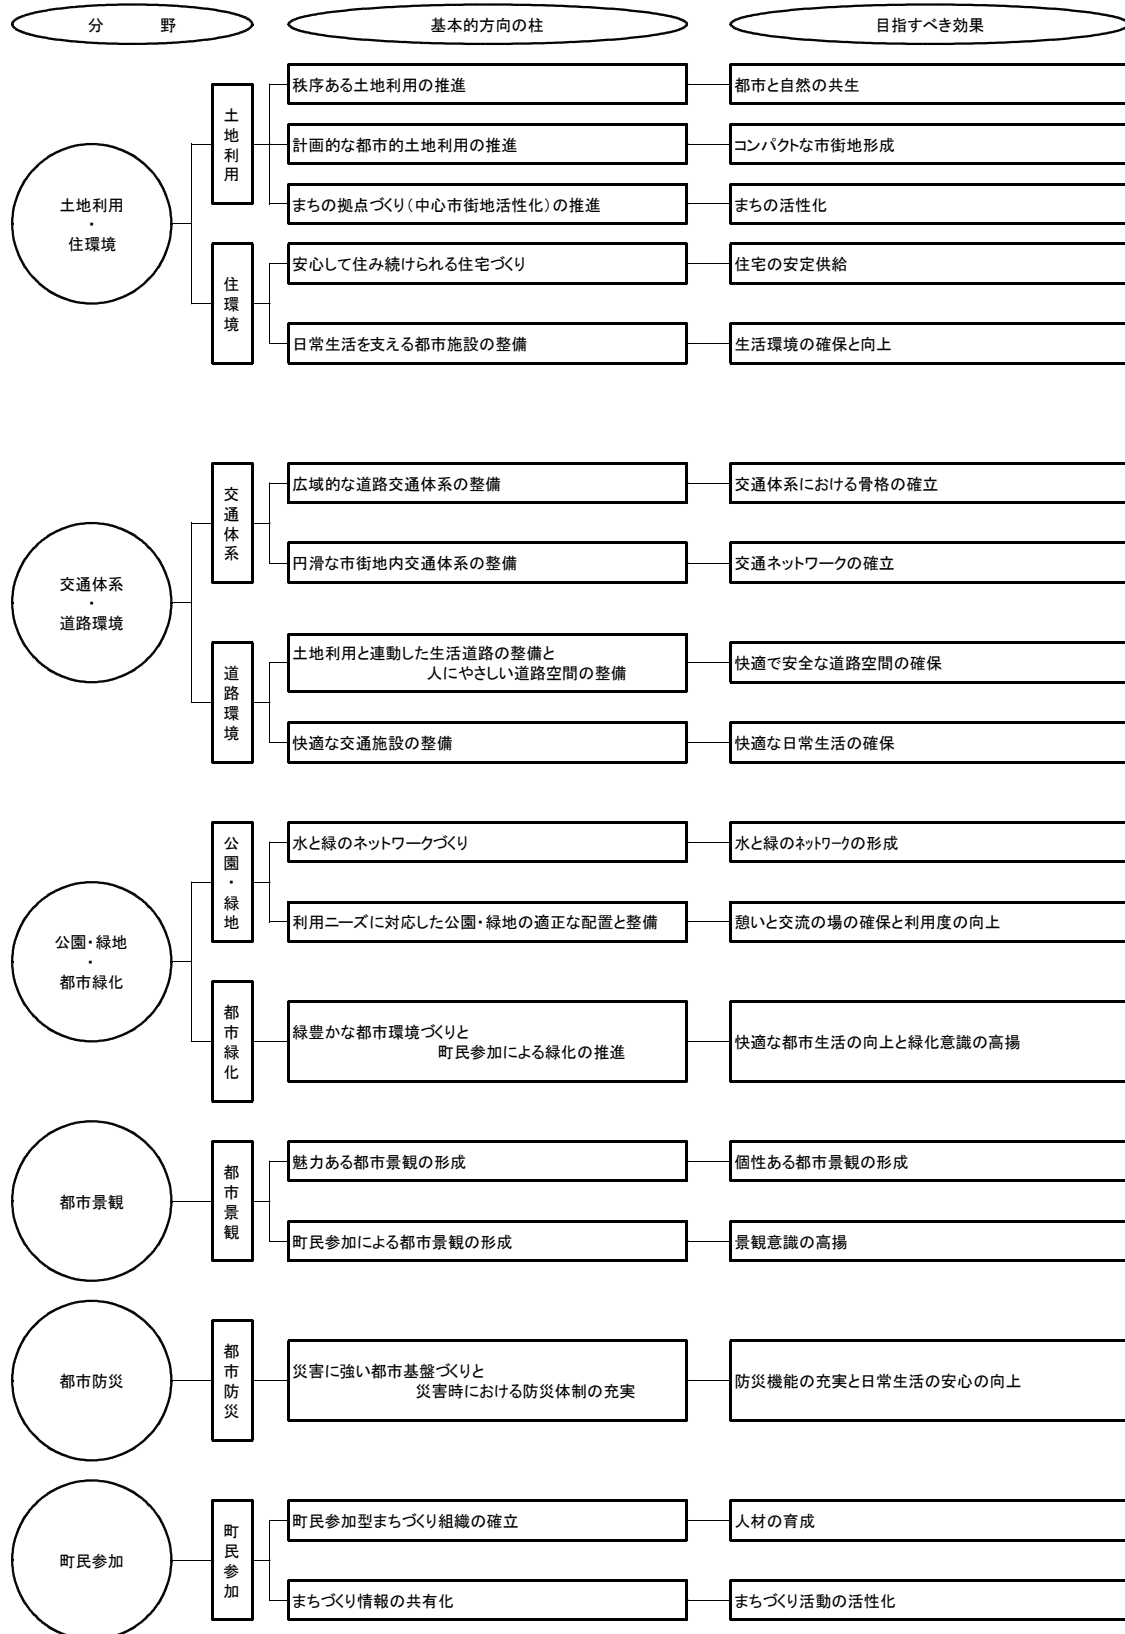 分　野
基本的方向の柱
目指すべき効果
土地利用
・
住環境
土地利用
秩序ある土地利用の推進
都市と自然の共生
計画的な都市的土地利用の推進
コンパクトな市街地形成
まちの拠点づくり（中心市街地活性化）の推進
まちの活性化
住環境
安心して住み続けられる住宅づくり
住宅の安定供給
日常生活を支える都市施設の整備
生活環境の確保と向上
交通体系
・
道路環境
交通体系
広域的な道路交通体系の整備
交通体系における骨格の確立
円滑な市街地内交通体系の整備
交通ネットワークの確立
道路環境
土地利用と連動した生活道路の整備と
人にやさしい道路空間の整備
快適で安全な道路空間の確保
快適な交通施設の整備
快適な日常生活の確保
公園・緑地
・
都市緑化
公園・緑地
水と緑のネットワークづくり
水と緑のネットワークの形成
利用ニーズに対応した公園・緑地の適正な配置と整備
憩いと交流の場の確保と利用度の向上
都市緑化
緑豊かな都市環境づくりと
町民参加による緑化の推進
快適な都市生活の向上と緑化意識の高揚
都市景観
都市景観
魅力ある都市景観の形成
個性ある都市景観の形成
町民参加による都市景観の形成
景観意識の高揚
都市防災
都市防災
災害に強い都市基盤づくりと
災害時における防災体制の充実
防災機能の充実と日常生活の安心の向上
町民参加
町民参加
町民参加型まちづくり組織の確立
人材の育成
まちづくり情報の共有化
まちづくり活動の活性化